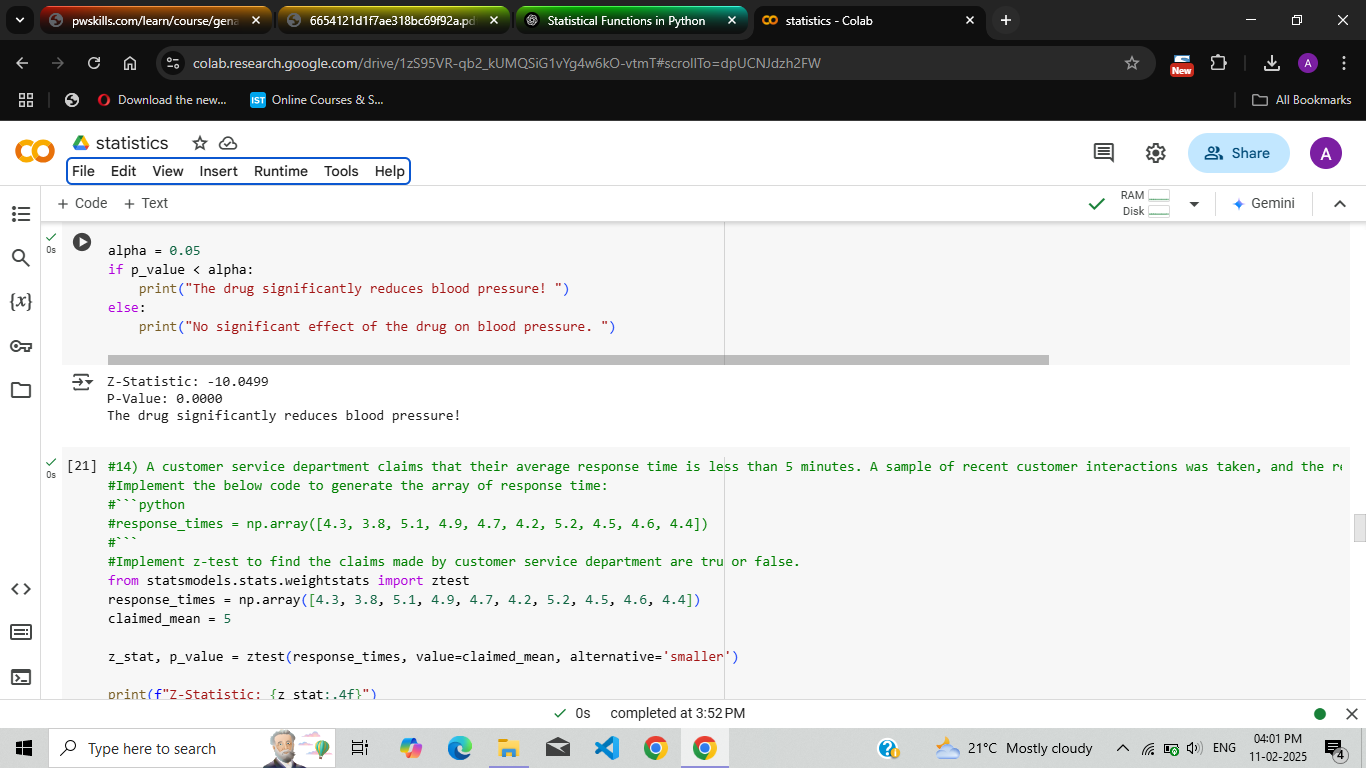 pwskills.com/learn/course/gena
6654121d1f7ae318bc69f92a.pd
Statistical Functions in Python
statistics - Colab
colab.research.google.com/drive/1zS95VR-qb2_kUMQSiG1vYg4w6kO-vtmT#scrollTo=dpUCNJdzh2FW
New
A
Download the new...
IST
Online Courses & S...
All Bookmarks
statistics
File Edit View Insert Runtime Tools Help
Share
A
+ Code + Text
RAM
Disk
Gemini
0s
alpha = 0.05
if p_value < alpha:
print("The drug significantly reduces blood pressure! ")
else:
print("No significant effect of the drug on blood pressure. ")
Z-Statistic: -10.0499
P-Value: 0.0000
The drug significantly reduces blood pressure!
0s
[21] #14) A customer service department claims that their average response time is less than 5 minutes. A sample of recent customer interactions was taken, and the re
#Implement the below code to generate the array of response time:
#```python
#response_times = np.array([4.3, 3.8, 5.1, 4.9, 4.7, 4.2, 5.2, 4.5, 4.6, 4.4])
#```
#Implement z-test to find the claims made by customer service department are tru or false.
from statsmodels.stats.weightstats import ztest
response_times = np.array([4.3, 3.8, 5.1, 4.9, 4.7, 4.2, 5.2, 4.5, 4.6, 4.4])
claimed_mean = 5
z_stat, p_value = ztest(response_times, value=claimed_mean, alternative='smaller')
print(f"Z-Statistic: {z_stat:.4f}")
0s completed at 3:52 PM
Type here to search
21°C Mostly cloudy
ENG
04:01 PM
11-02-2025
4